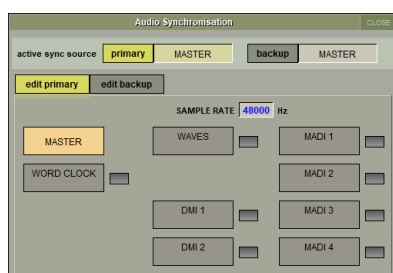 Audio Synchronisation CLOSE
active sync source primary MASTER backup MASTER
edit primary edit backup
SAMPLE RATE 48000 Hz
MASTER WAVES MADI 1
WORD CLOCK MADI 2
DMI 1 MADI 3
DMI 2 MADI 4